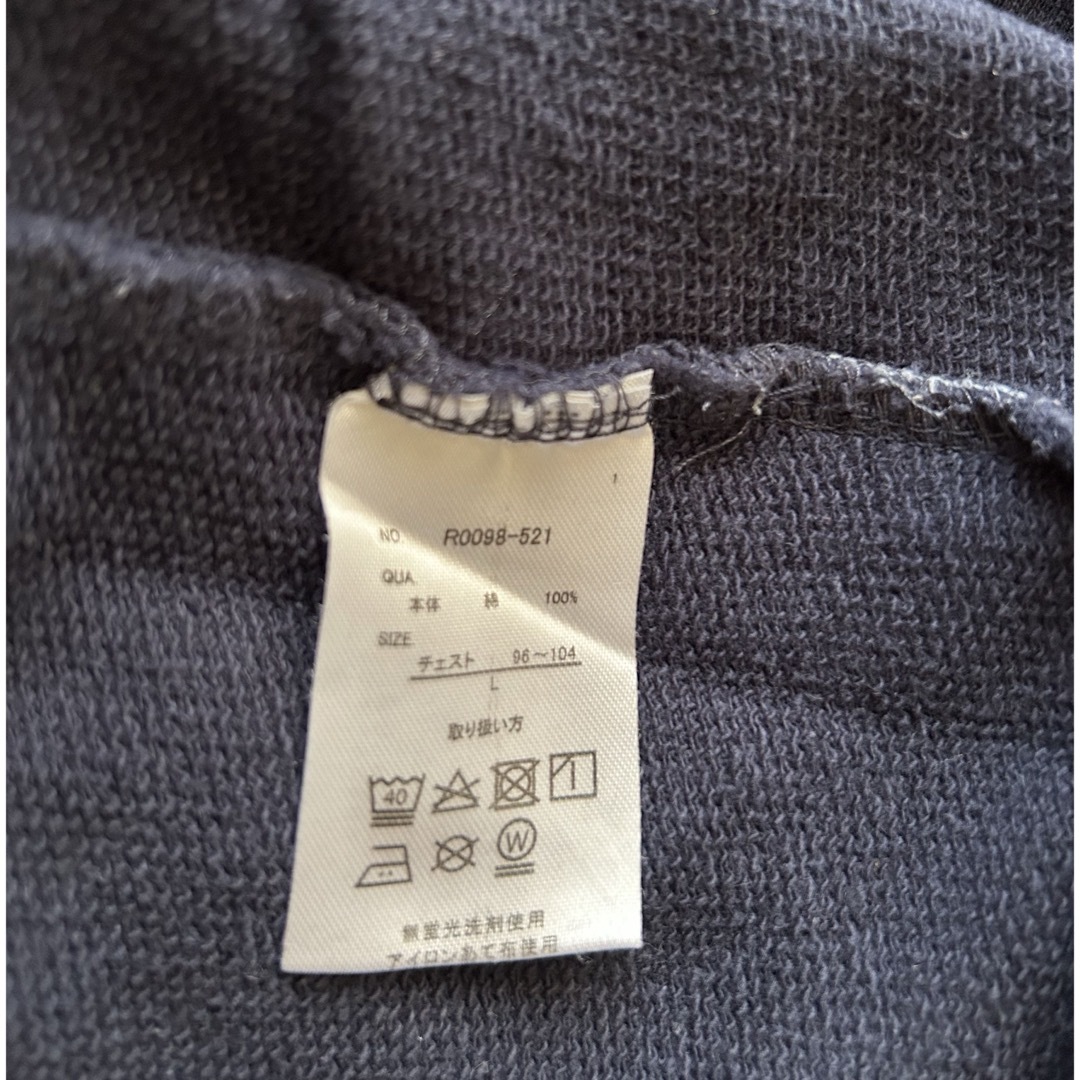 1
NO R0098-521
QUA
本体 綿 100%
SIZE
チェスト 96～104
L
取り扱い方
40
W
無蛍光洗剤使用
アイロンあて布使用